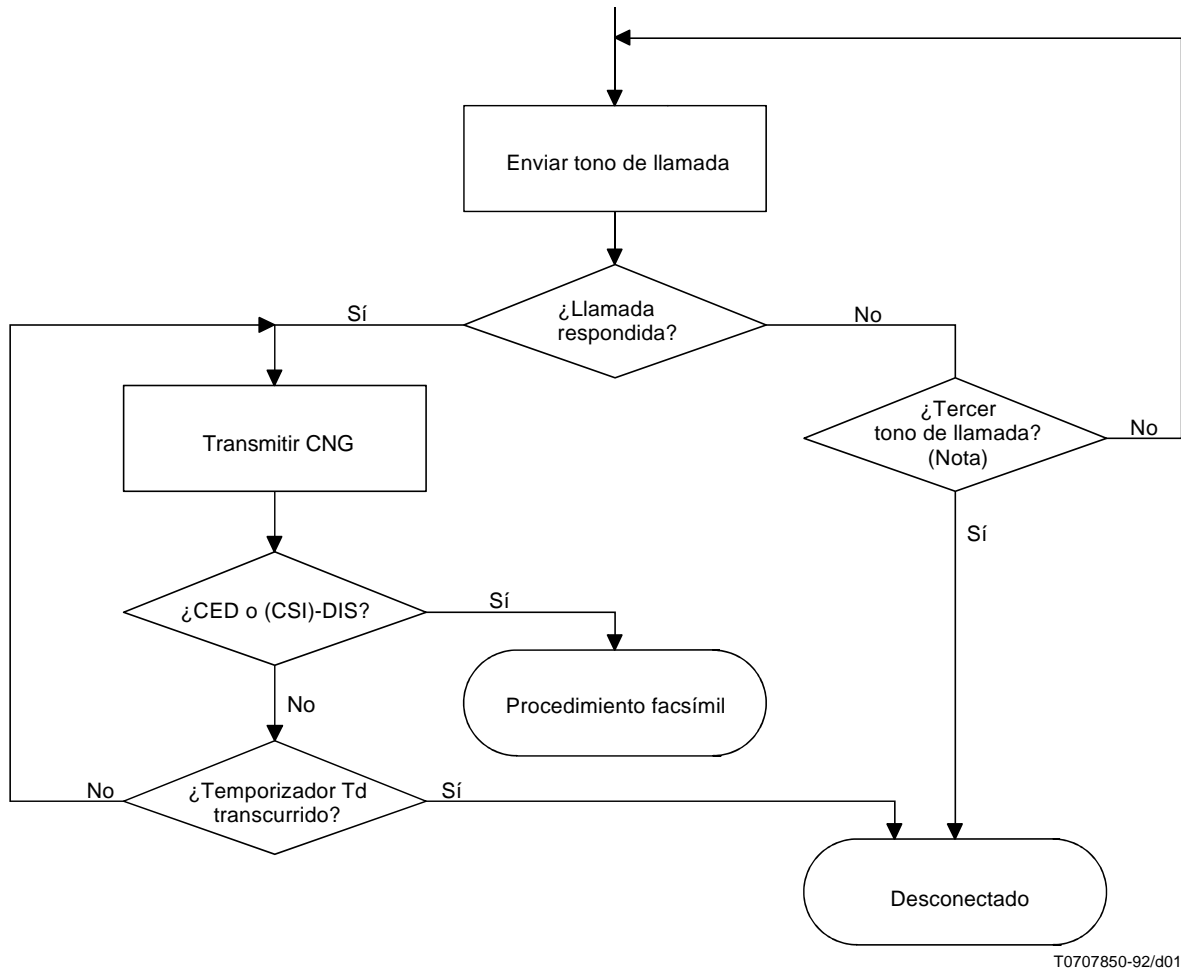 Enviar tono de llamada
¿Llamada
respondida?
Sí
No
¿Tercer
tono de llamada?
(Nota)
No
Transmitir CNG
Sí
¿CED o (CSI)-DIS?
Sí
Procedimiento facsímil
No
¿Temporizador Td
transcurrido?
No
Sí
Desconectado
T0707850-92/d01